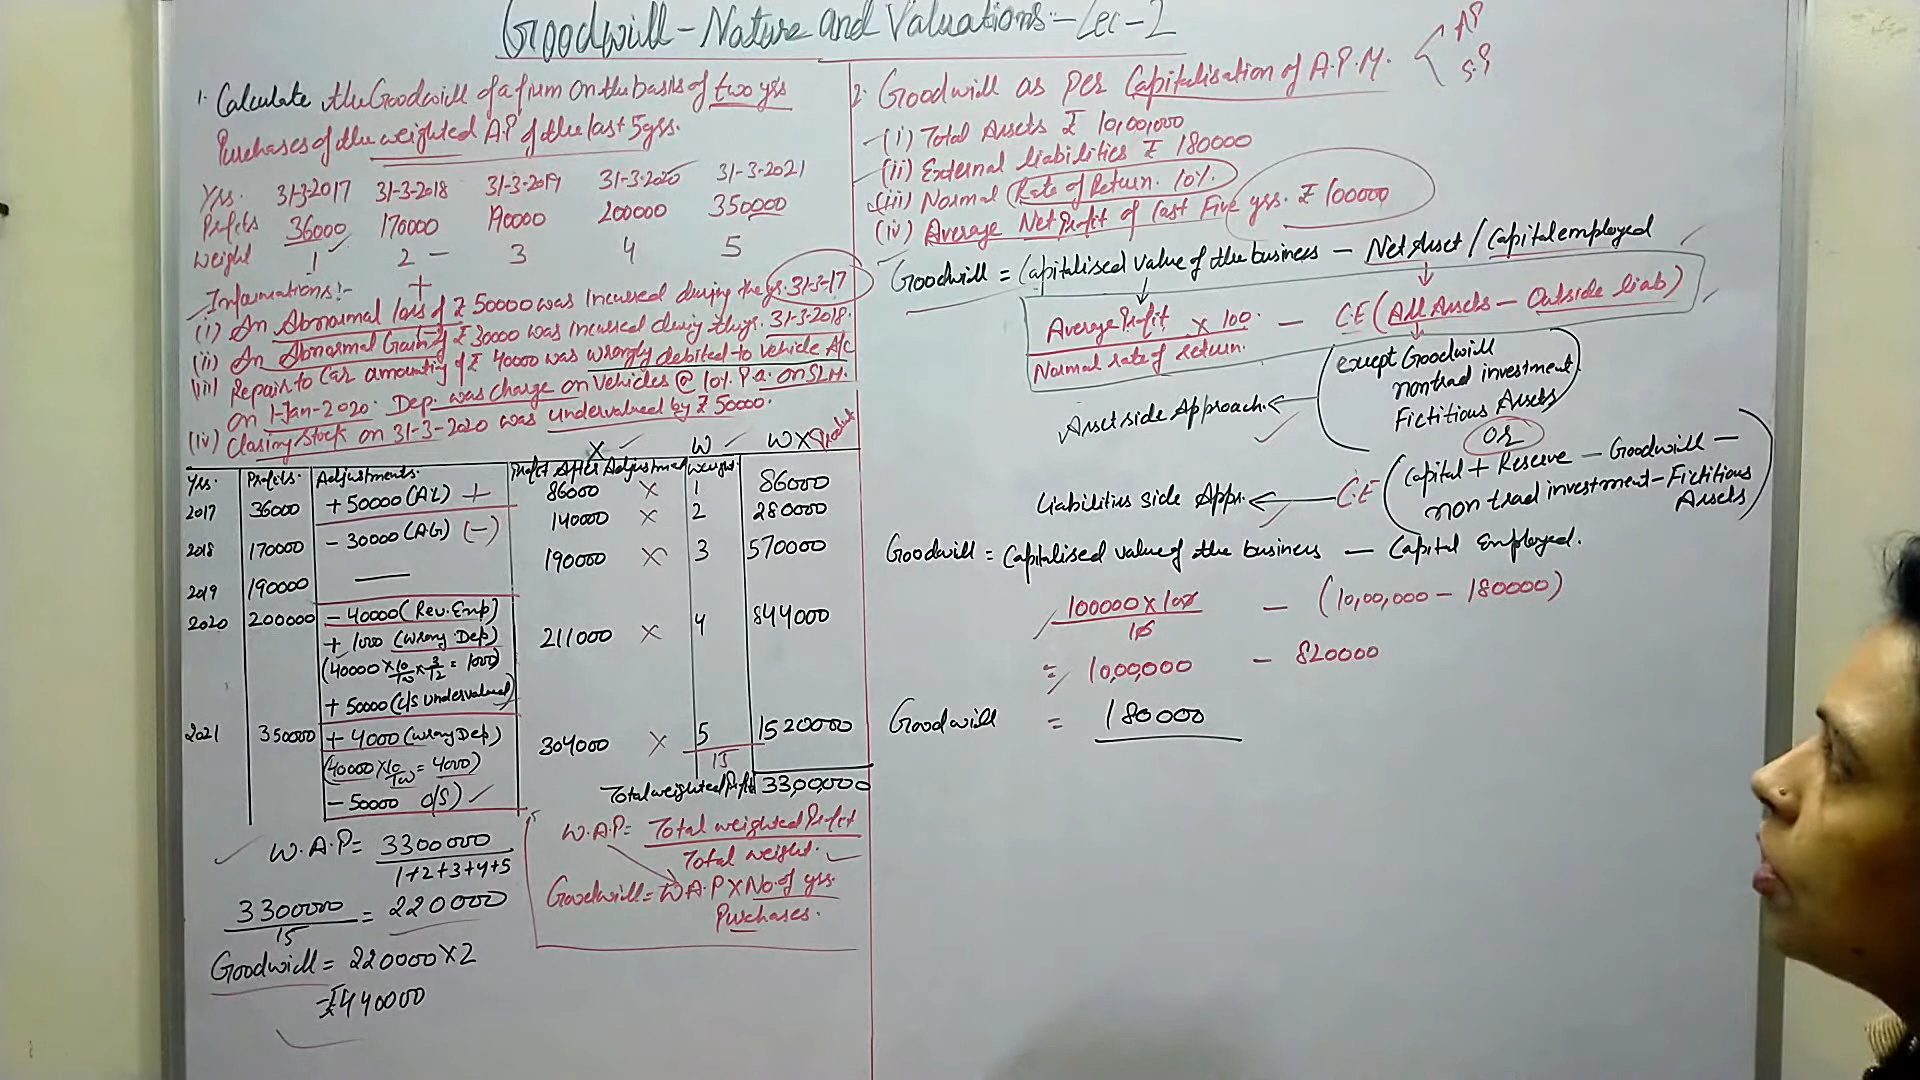 Goodwill - Nature and Valuations - Lec-2
1. Calculate the Goodwill of a firm on the basis of two yrs
Purchases of the weighted A.P of the last 5yrs.
Yrs. 31-3-2017 31-3-2018 31-3-2019 31-3-2020 31-3-2021
Profits 36000 170000 190000 200000 350000
Weight 1 2 3 4 5
Informations:-
(i) An Abnormal loss of ₹ 50000 was Incurred during the yr. 31-3-17
(ii) An Abnormal Gain of ₹ 30000 was Incurred during the yr. 31-3-2018.
(iii) Repair to Car amounting of ₹ 40000 was wrongly debited to vehicle A/c
on 1-Jan-2020. Dep. was charge on Vehicles @ 10% P.a. on SLM.
(iv) Closing Stock on 31-3-2020 was undervalued by ₹ 50000.
X W WX Product
Yrs. Profits. Adjustments. Profit After Adjustment weight.
2017 36000 + 50000 (AL) + 86000 X 1 86000
2018 170000 - 30000 (AG) (-) 140000 X 2 280000
2019 190000 — 190000 X 3 570000
2020 200000 - 40000 (Rev. Exp) 211000 X 4 844000
+ 1000 (Wrong Dep)
(40000 × 10/100 × 3/12 = 1000)
+ 50000 (C/S undervalued)
2021 350000 + 4000 (wrong Dep) 304000 X 5 1520000
(40000 × 10/100 = 4000) 15
- 50000 O/S)
Total weighted Profit 33,00,000
W.A.P = 3300000
1+2+3+4+5
3300000 = 220000
15
Goodwill = 220000 X 2
= ₹440000
W.A.P = Total weighted Profit
Total weight.
Goodwill = W.A.P X No. of yrs.
Purchases.
2. Goodwill as per Capitalisation of A.P.M. < AP
S.P
(i) Total Assets ₹ 10,00,000
(ii) External liabilities ₹ 180000
(iii) Normal Rate of Return. 10%.
(iv) Average Net Profit of last Five yrs. ₹ 100000
Goodwill = Capitalised value of the business - Net Asset / Capital employed
Average Profit X 100. - C.E (All Assets - Outside liab)
Normal rate of return.
except Goodwill
nontrad investment
Fictitious Assets
Asset side Approach.
OR
Liabilities side Appr. C.E (Capital + Reserve - Goodwill -
non trad investment - Fictitious
Assets)
Goodwill = Capitalised value of the business - Capital Employed.
100000 X 100 - (10,00,000 - 180000)
10
= 10,00,000 - 820000
Goodwill = 180000